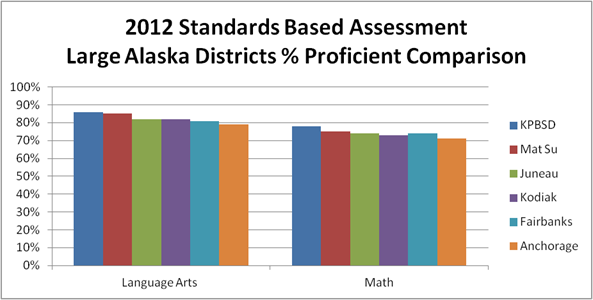 2012 Standards Based Assessment
Large Alaska Districts % Proficient Comparison
100%
90%
80%
70%
60%
50%
40%
30%
20%
10%
0%
Language Arts
Math
KPBSD
Mat Su
Juneau
Kodiak
Fairbanks
Anchorage